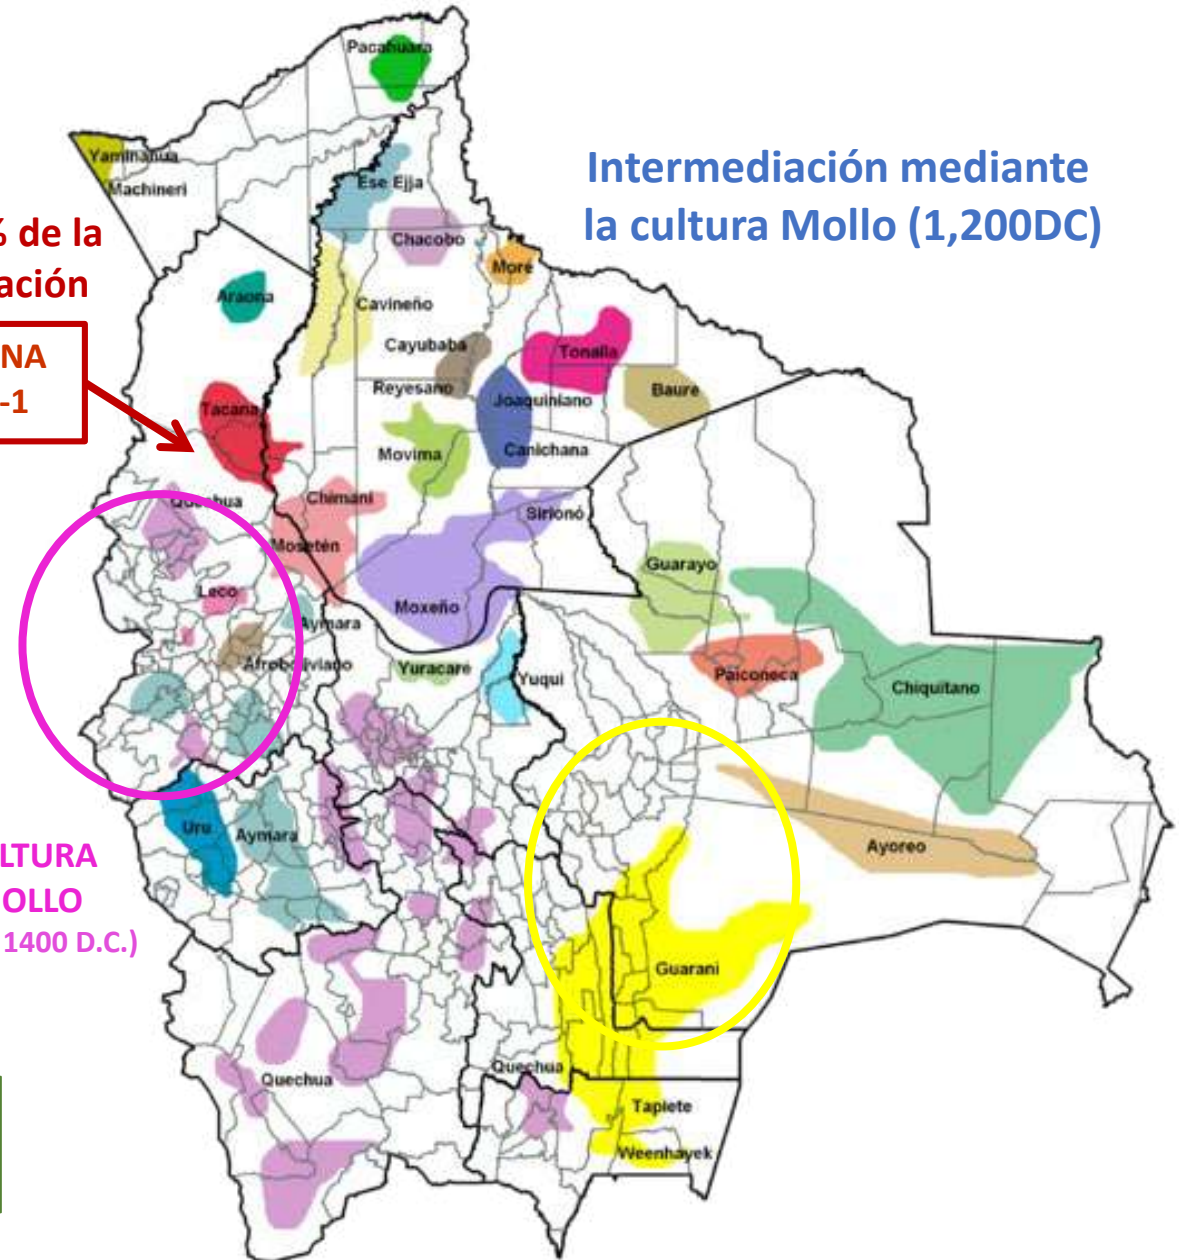 Pacahuara
Yaminahua
Machineri
Ese Ejja
Intermediación mediante
la cultura Mollo (1,200DC)
% de la
ación
Chacobo
More
Araona
Cavineño
NA
-1
Cayubaba
Tonalla
Reyesano
Joaquiniano
Baure
Tacana
Movima
Canichana
Quechua
Chimani
Sirionó
Mosetén
Guarayo
Leco
Moxeño
Aymara
Afroboliviano
Yuracare
Yuqui
Paiconeca
Chiquitano
Uru
Aymara
Ayoreo
LTURA
OLLO
1400 D.C.)
Guarani
Quechua
Quechua
Tapiete
Weenhayek